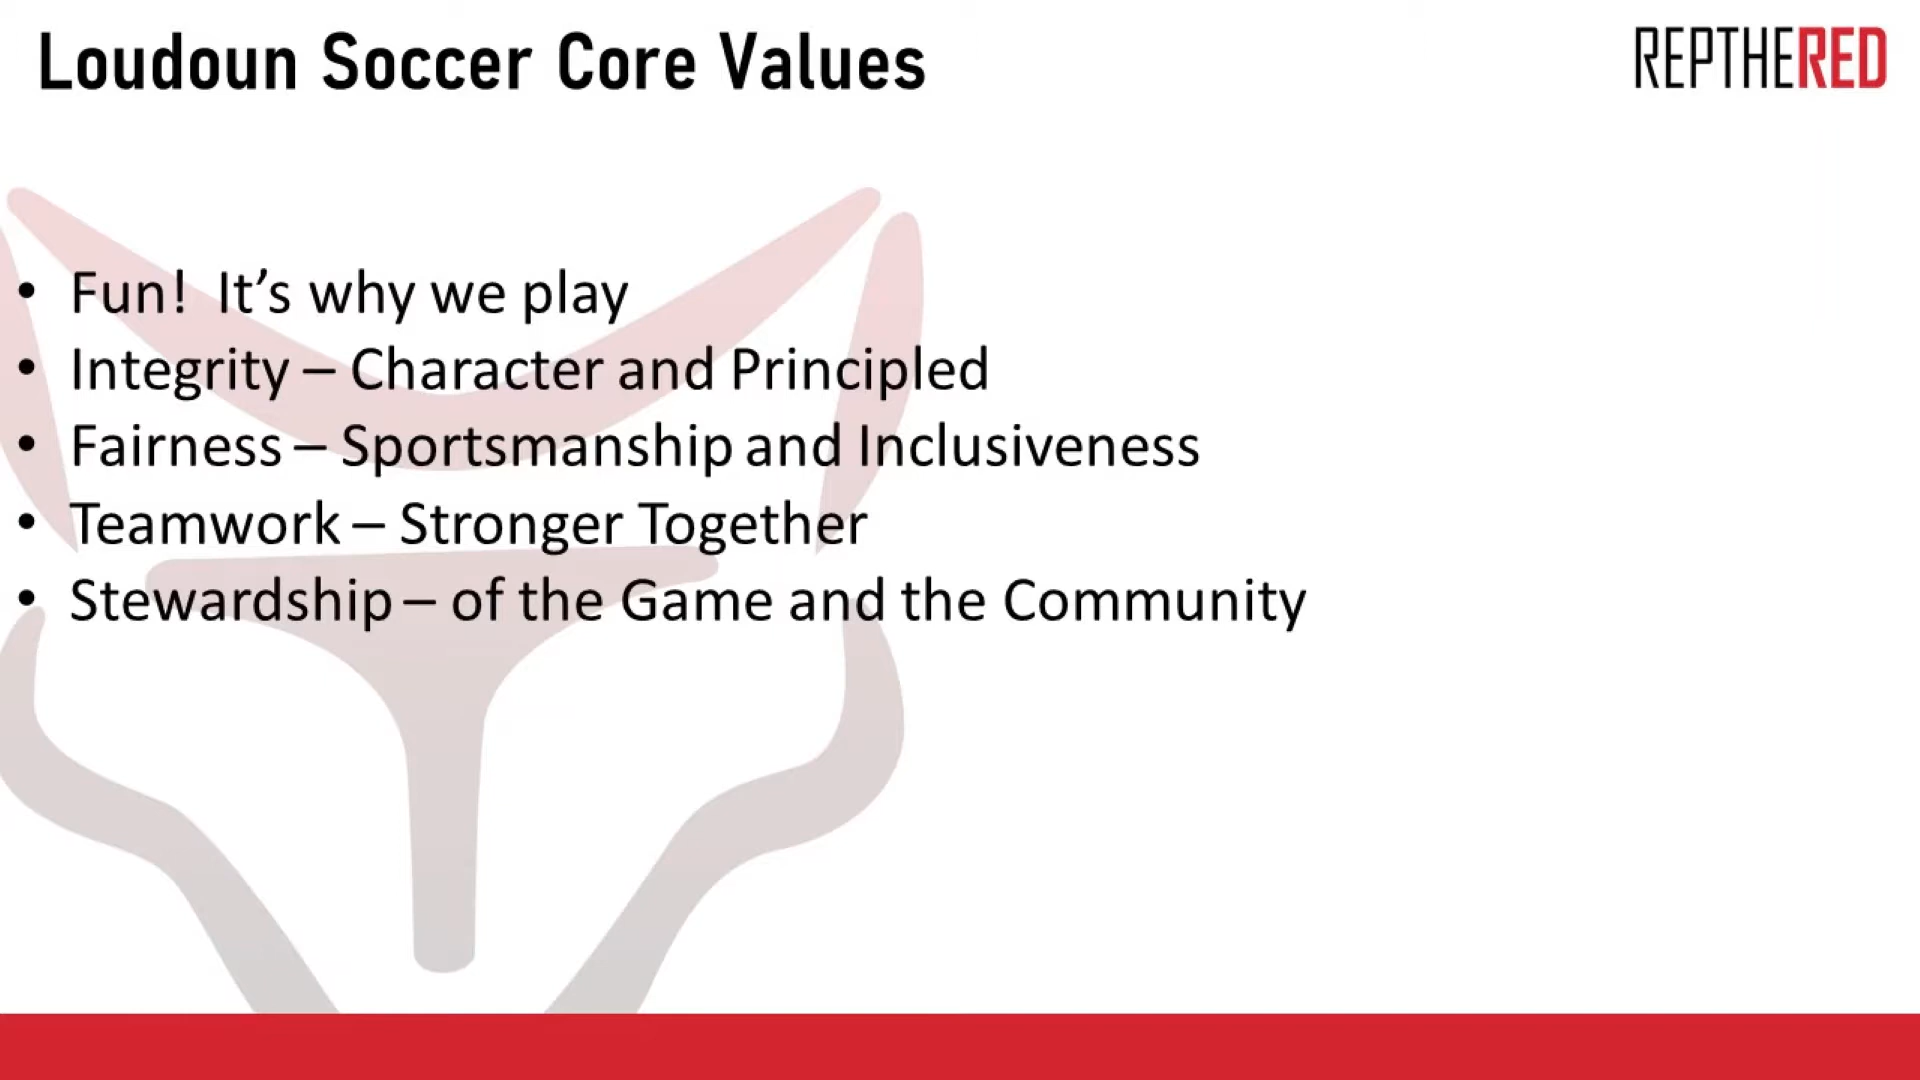 Loudoun Soccer Core Values
REPTHERED
• Fun!  It’s why we play
• Integrity – Character and Principled
• Fairness – Sportsmanship and Inclusiveness
• Teamwork – Stronger Together
• Stewardship – of the Game and the Community